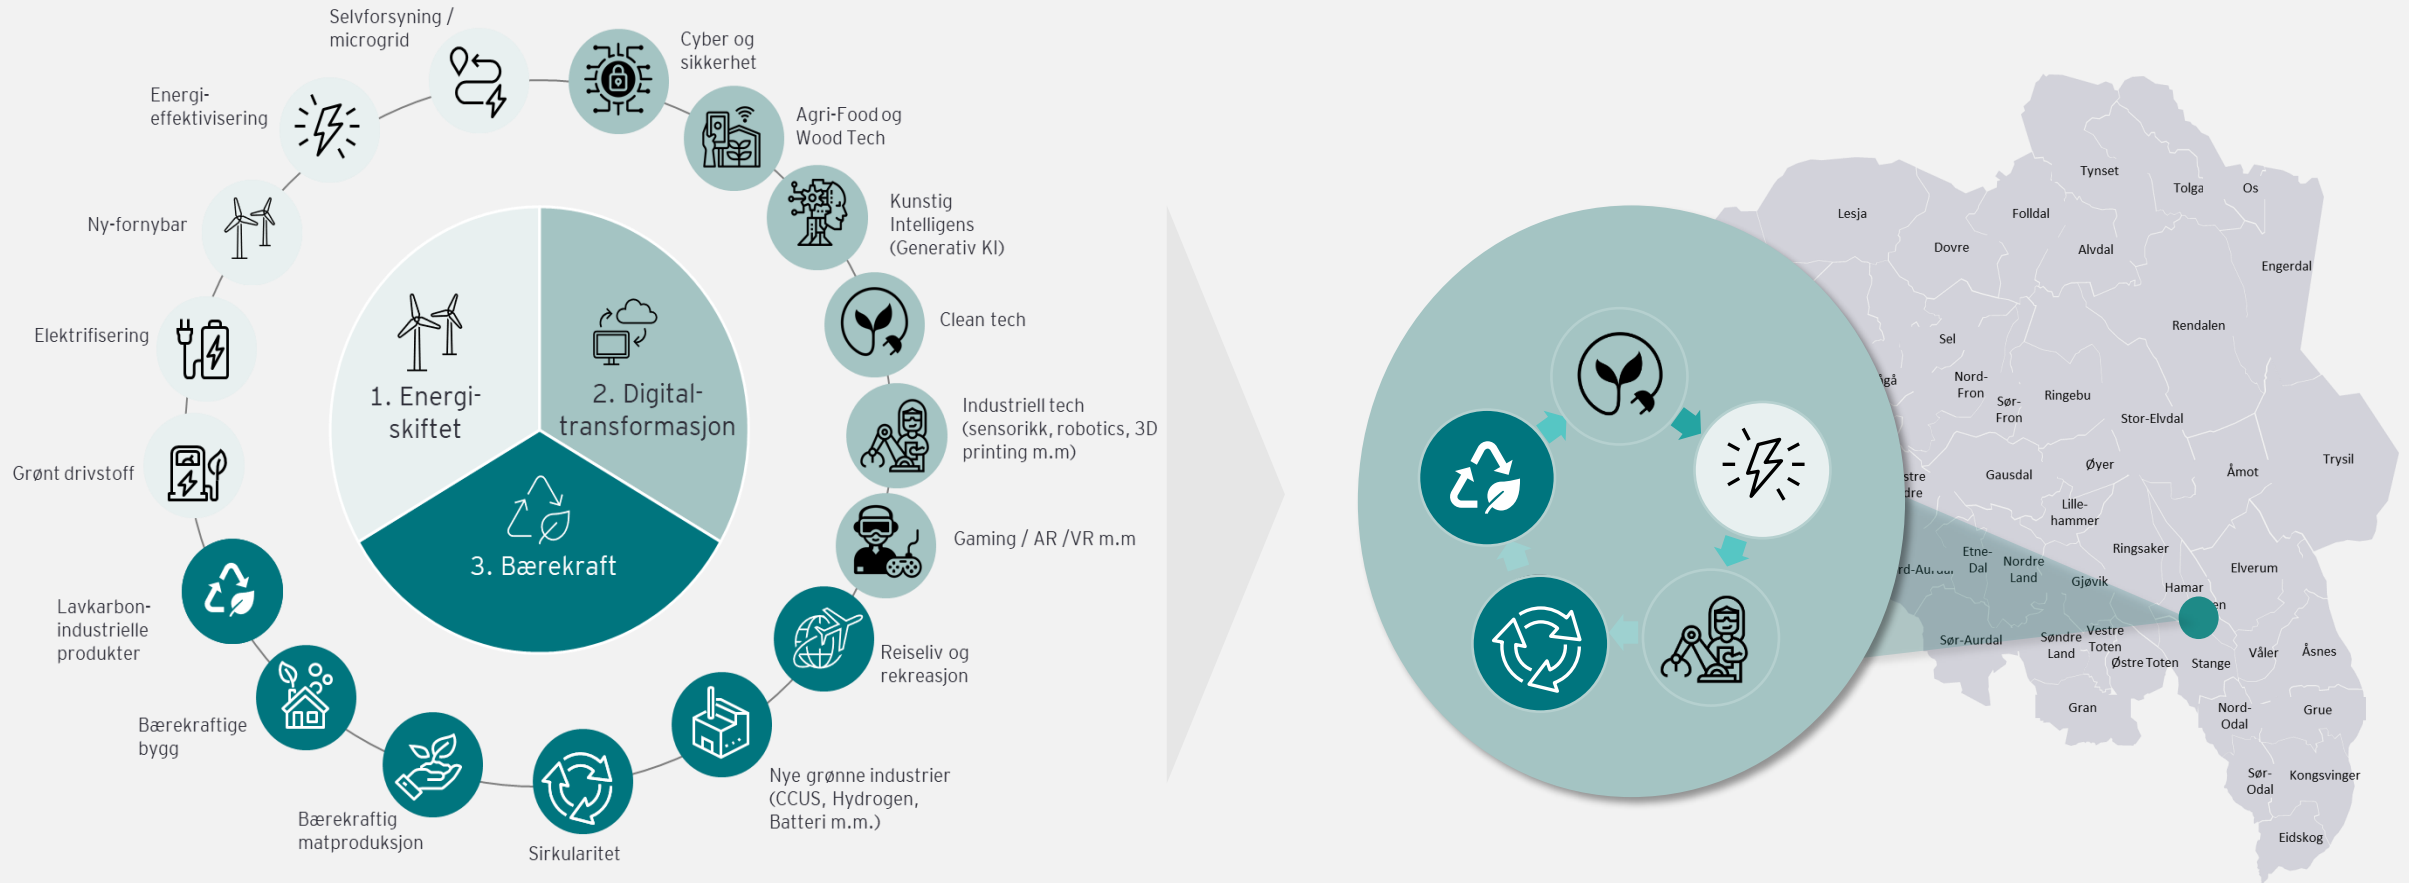 Selvforsyning /
microgrid
Cyber og
sikkerhet
Energi-
effektivisering
Agri-Food og
Wood Tech
Ny-fornybar
Kunstig
Intelligens
(Generativ KI)
Elektrifisering
Clean tech
Grønt drivstoff
Industriell tech
(sensorikk, robotics, 3D
printing m.m)
Gaming / AR /VR m.m
1. Energi-
skiftet
2. Digital-
transformasjon
3. Bærekraft
Lavkarbon-
industrielle
produkter
Reiseliv og
rekreasjon
Bærekraftige
bygg
Nye grønne industrier
(CCUS, Hydrogen,
Batteri m.m.)
Bærekraftig
matproduksjon
Sirkularitet
Tynset
Tolga
Os
Lesja
Folldal
Dovre
Alvdal
Engerdal
Rendalen
Sel
Nord-
Fron
Sør-
Fron
Ringebu
Stor-Elvdal
Trysil
Øyer
Åmot
Gausdal
Lille-
hammer
Ringsaker
Etne-
Dal
Nordre
Land
Gjøvik
Elverum
Hamar
Sør-Aurdal
Søndre
Land
Vestre
Toten
Østre Toten
Stange
Våler
Åsnes
Gran
Nord-
Odal
Grue
Sør-
Odal
Kongsvinger
Eidskog